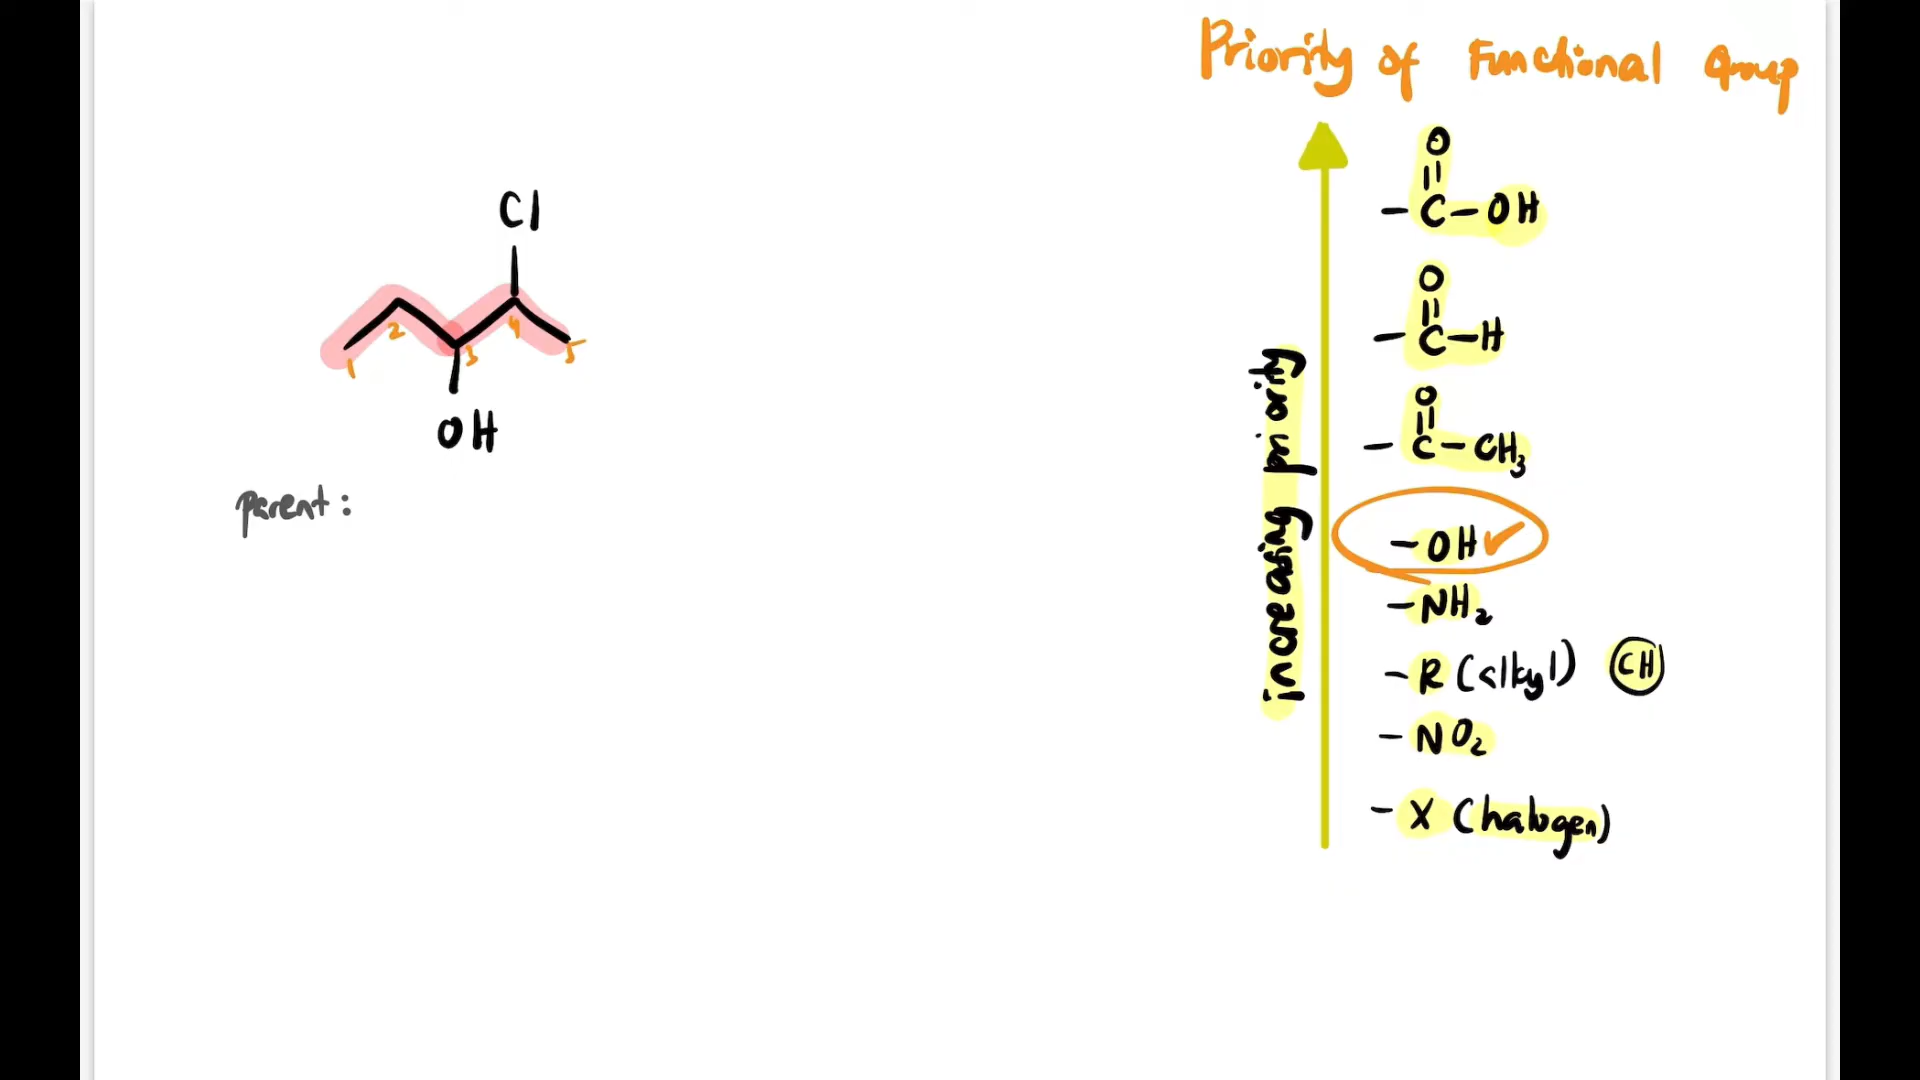 Priority of Functional Group
O
||
- C - OH
O
||
- C - H
O
||
- C - CH₃
- OH ✓
- NH₂
- R (alkyl) CH
- NO₂
- X (halogen)
increasing priority
Cl
1 2 3 4 5
OH
parent: